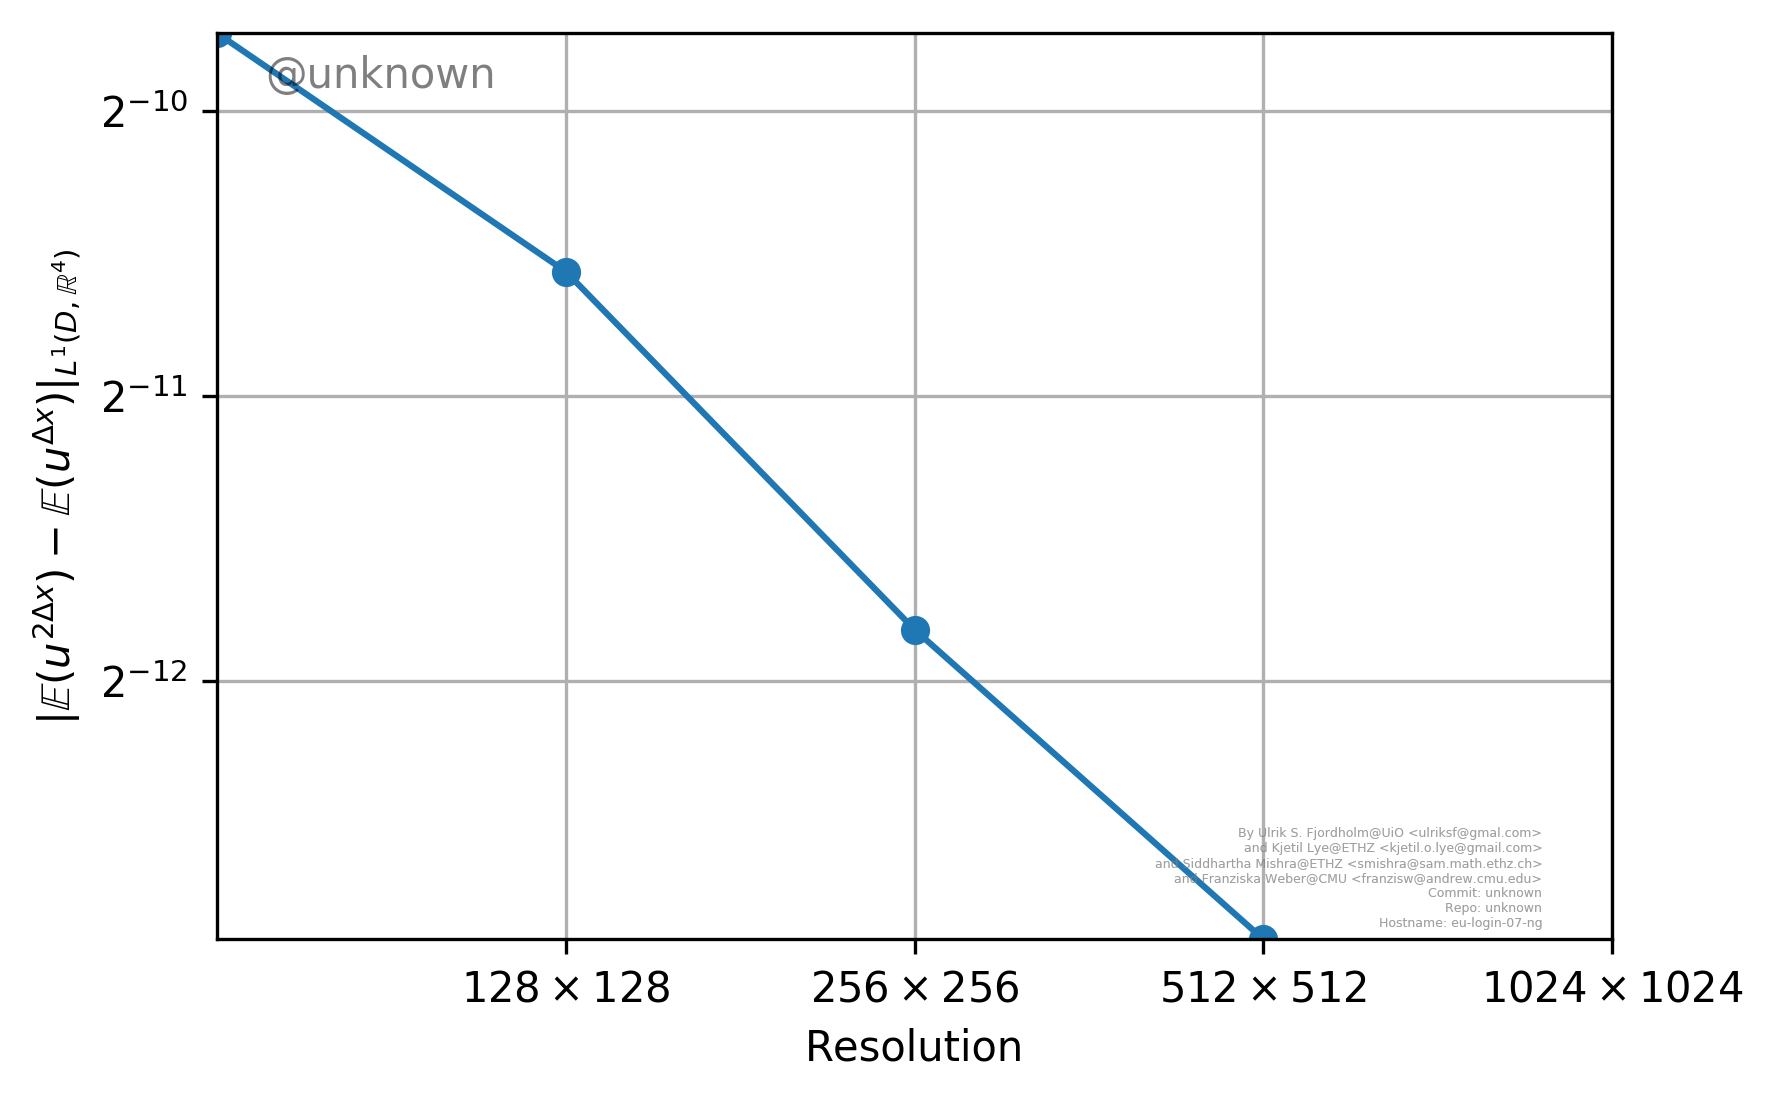 @unknown
2⁻¹⁰
2⁻¹¹
2⁻¹²
|𝔼(u^{2Δx}) − 𝔼(u^{Δx})|_{L¹(D, ℝ⁴)}
By Ulrik S. Fjordholm@UiO <ulriksf@gmal.com>
and Kjetil Lye@ETHZ <kjetil.o.lye@gmail.com>
and Siddhartha Mishra@ETHZ <smishra@sam.math.ethz.ch>
and Franziska Weber@CMU <franzisw@andrew.cmu.edu>
Commit: unknown
Repo: unknown
Hostname: eu-login-07-ng
128 × 128 256 × 256 512 × 512 1024 × 1024
Resolution